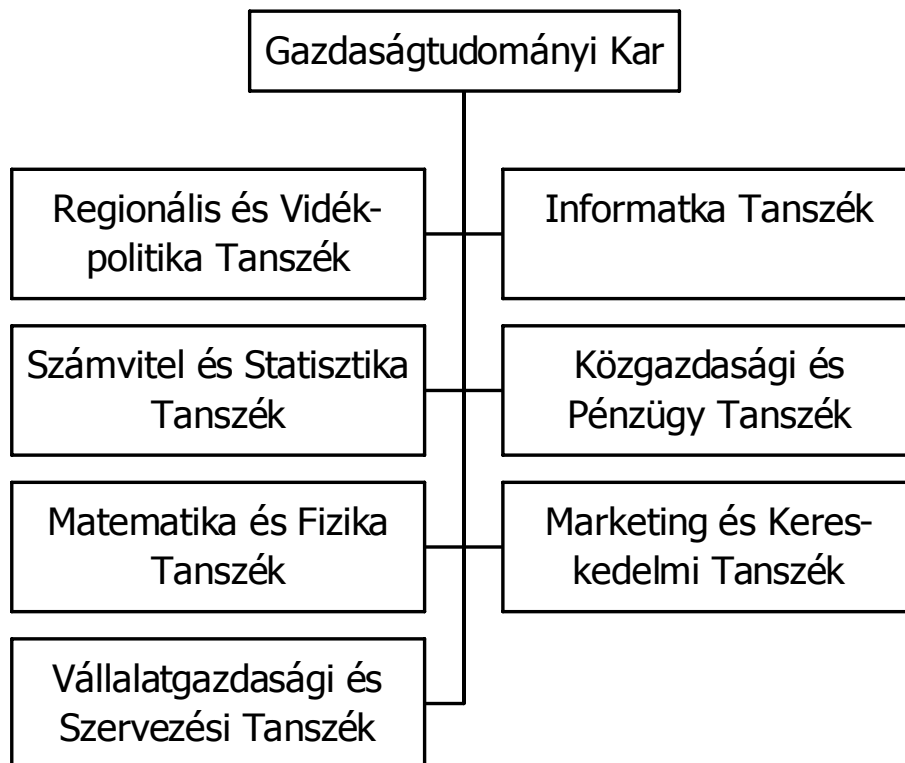 Gazdaságtudományi Kar
Regionális és Vidék-
politika Tanszék
Informatka Tanszék
Számvitel és Statisztika
Tanszék
Közgazdasági és
Pénzügy Tanszék
Matematika és Fizika
Tanszék
Marketing és Keres-
kedelmi Tanszék
Vállalatgazdasági és
Szervezési Tanszék